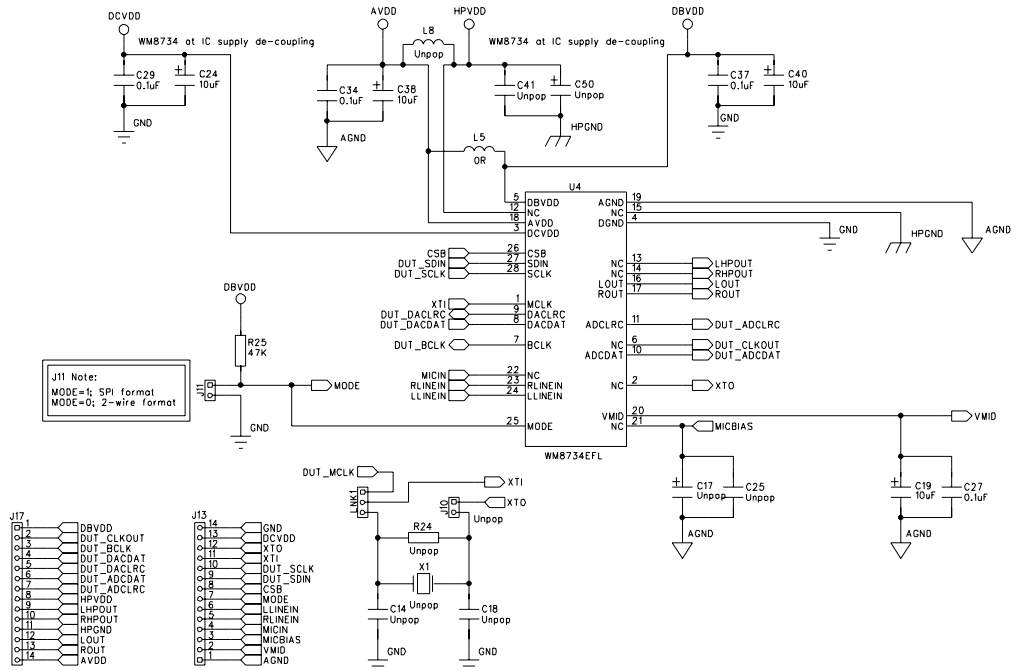 DCVDD
AVDD
HPVDD
DBVDD
WM8734 at IC supply de-coupling
L8
Unpop
WM8734 at IC supply de-coupling
C29
0.1uF
C24
10uF
GND
C34
0.1uF
C38
10uF
AGND
C41
Unpop
C50
Unpop
HPGND
C37
0.1uF
C40
10uF
GND
L5
0R
U4
5 DBVDD
12 NC
18 AVDD
3 DCVDD
AGND 19
NC 15
DGND 4
GND
HPGND
AGND
CSB 26 CSB
DUT_SDIN 27 SDIN
DUT_SCLK 28 SCLK
NC 13 LHPOUT
NC 14 RHPOUT
LOUT 16 LOUT
ROUT 17 ROUT
XTI 1 MCLK
DUT_DACLRC 9 DACLRC
DUT_DACDAT 8 DACDAT
ADCLRC 11 DUT_ADCLRC
DUT_BCLK 7 BCLK
NC 6 DUT_CLKOUT
ADCDAT 10 DUT_ADCDAT
MICIN 22 NC
RLINEIN 23 RLINEIN
LLINEIN 24 LLINEIN
NC 2 XTO
VMID 20 VMID
NC 21 MICBIAS
25 MODE
WM8734EFL
DBVDD
R25
47K
J11
MODE
GND
J11 Note:
MODE=1; SPI format
MODE=0; 2-wire format
C17
Unpop
C25
Unpop
AGND
C19
10uF
C27
0.1uF
AGND
DUT_MCLK
LNK1
XTI
J10
XTO
Unpop
R24
Unpop
X1
Unpop
C14
Unpop
C18
Unpop
GND
GND
J17
1 DBVDD
2 DUT_CLKOUT
3 DUT_BCLK
4 DUT_DACDAT
5 DUT_DACLRC
6 DUT_ADCDAT
7 DUT_ADCLRC
8 HPVDD
9 LHPOUT
10 RHPOUT
11 HPGND
12 LOUT
13 ROUT
14 AVDD
J13
14 GND
13 DCVDD
12 XTO
11 XTI
10 DUT_SCLK
9 DUT_SDIN
8 CSB
7 MODE
6 LLINEIN
5 RLINEIN
4 MICIN
3 MICBIAS
2 VMID
1 AGND